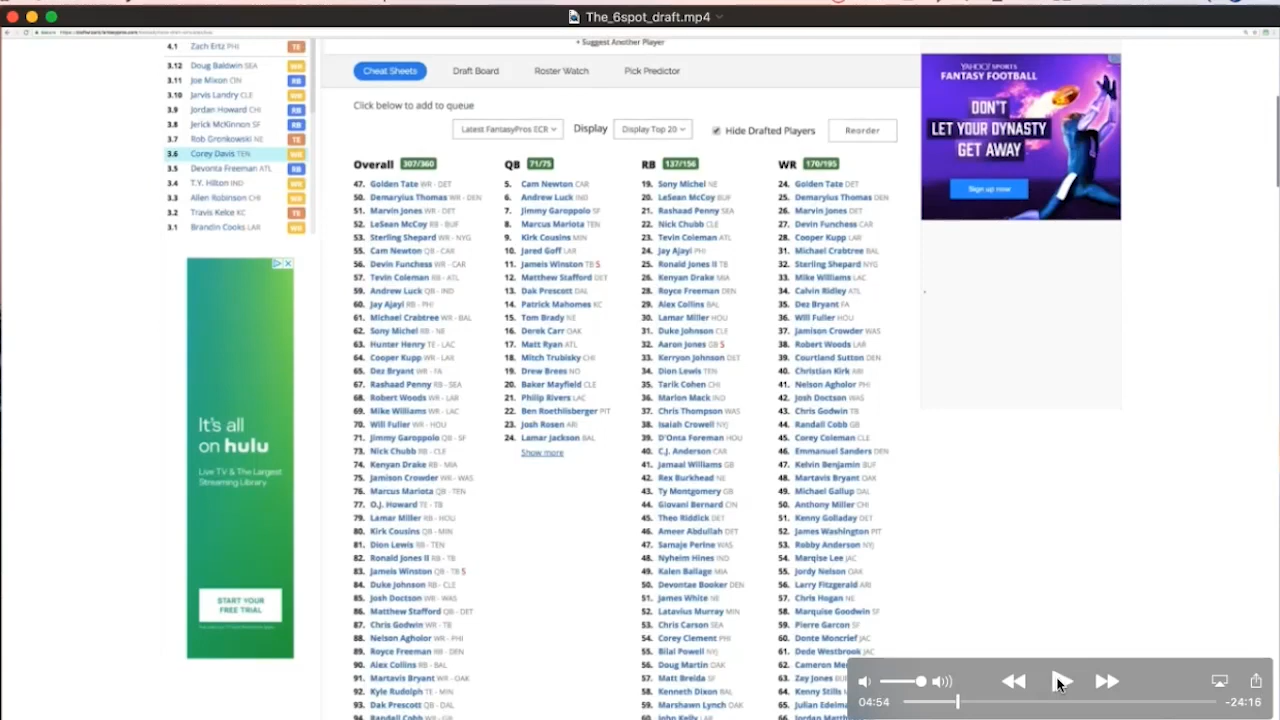 The_6spot_draft.mp4
4.1 Zach Ertz PHI TE
3.12 Doug Baldwin SEA WR
3.11 Joe Mixon CIN RB
3.10 Jarvis Landry CLE WR
3.9 Jordan Howard CHI RB
3.8 Jerick McKinnon SF RB
3.7 Rob Gronkowski NE TE
3.6 Corey Davis TEN WR
3.5 Devonta Freeman ATL RB
3.4 T.Y. Hilton IND WR
3.3 Allen Robinson CHI WR
3.2 Travis Kelce KC TE
3.1 Brandin Cooks LAR WR
It's all
on hulu
Live TV & The Largest
Streaming Library
START YOUR
FREE TRIAL
+ Suggest Another Player
Cheat Sheets Draft Board Roster Watch Pick Predictor
Click below to add to queue
Latest FantasyPros ECR Display Display Top 20 Hide Drafted Players Reorder
Overall 307/360
47. Golden Tate WR - DET
50. Demaryius Thomas WR - DEN
51. Marvin Jones WR - DET
52. LeSean McCoy RB - BUF
53. Sterling Shepard WR - NYG
55. Cam Newton QB - CAR
56. Devin Funchess WR - CAR
57. Tevin Coleman RB - ATL
59. Andrew Luck QB - IND
60. Jay Ajayi RB - PHI
61. Michael Crabtree WR - BAL
62. Sony Michel RB - NE
63. Hunter Henry TE - LAC
64. Cooper Kupp WR - LAR
65. Dez Bryant WR - FA
67. Rashaad Penny RB - SEA
68. Robert Woods WR - LAR
69. Mike Williams WR - LAC
70. Will Fuller WR - HOU
71. Jimmy Garoppolo QB - SF
73. Nick Chubb RB - CLE
74. Kenyan Drake RB - MIA
75. Jamison Crowder WR - WAS
76. Marcus Mariota QB - TEN
77. O.J. Howard TE - TB
79. Lamar Miller RB - HOU
80. Kirk Cousins QB - MIN
81. Dion Lewis RB - TEN
82. Ronald Jones II RB - TB
83. Jameis Winston QB - TB S
84. Duke Johnson RB - CLE
85. Josh Doctson WR - WAS
86. Matthew Stafford QB - DET
87. Chris Godwin WR - TB
88. Nelson Agholor WR - PHI
89. Royce Freeman RB - DEN
90. Alex Collins RB - BAL
91. Martavis Bryant WR - OAK
92. Kyle Rudolph TE - MIN
93. Dak Prescott QB - DAL
94. Randall Cobb WR - GB
QB 71/75
5. Cam Newton CAR
6. Andrew Luck IND
7. Jimmy Garoppolo SF
8. Marcus Mariota TEN
9. Kirk Cousins MIN
10. Jared Goff LAR
11. Jameis Winston TB S
12. Matthew Stafford DET
13. Dak Prescott DAL
14. Patrick Mahomes KC
15. Tom Brady NE
16. Derek Carr OAK
17. Matt Ryan ATL
18. Mitch Trubisky CHI
19. Drew Brees NO
20. Baker Mayfield CLE
21. Philip Rivers LAC
22. Ben Roethlisberger PIT
23. Josh Rosen ARI
24. Lamar Jackson BAL
Show more
RB 137/156
19. Sony Michel NE
20. LeSean McCoy BUF
21. Rashaad Penny SEA
22. Nick Chubb CLE
23. Tevin Coleman ATL
24. Jay Ajayi PHI
25. Ronald Jones II TB
26. Kenyan Drake MIA
28. Royce Freeman DEN
29. Alex Collins BAL
30. Lamar Miller HOU
31. Duke Johnson CLE
32. Aaron Jones GB S
33. Kerryon Johnson DET
34. Dion Lewis TEN
35. Tarik Cohen CHI
36. Marlon Mack IND
37. Chris Thompson WAS
38. Isaiah Crowell NYJ
39. D'Onta Foreman HOU
40. C.J. Anderson CAR
41. Jamaal Williams GB
42. Rex Burkhead NE
43. Ty Montgomery GB
44. Giovani Bernard CIN
45. Theo Riddick DET
46. Ameer Abdullah DET
47. Samaje Perine WAS
48. Nyheim Hines IND
49. Kalen Ballage MIA
50. Devontae Booker DEN
51. James White NE
52. Latavius Murray MIN
53. Chris Carson SEA
54. Corey Clement PHI
55. Bilal Powell NYJ
56. Doug Martin OAK
57. Matt Breida SF
58. Kenneth Dixon BAL
59. Marshawn Lynch OAK
60. John Kelly LAR
WR 170/195
24. Golden Tate DET
25. Demaryius Thomas DEN
26. Marvin Jones DET
27. Devin Funchess CAR
28. Cooper Kupp LAR
31. Michael Crabtree BAL
32. Sterling Shepard NYG
33. Mike Williams LAC
34. Calvin Ridley ATL
35. Dez Bryant FA
36. Will Fuller HOU
37. Jamison Crowder WAS
38. Robert Woods LAR
39. Courtland Sutton DEN
40. Christian Kirk ARI
41. Nelson Agholor PHI
42. Josh Doctson WAS
43. Chris Godwin TB
44. Randall Cobb GB
45. Corey Coleman CLE
46. Emmanuel Sanders DEN
47. Kelvin Benjamin BUF
48. Martavis Bryant OAK
49. Michael Gallup DAL
50. Anthony Miller CHI
51. Kenny Golladay DET
52. James Washington PIT
53. Robby Anderson NYJ
54. Marqise Lee JAC
55. Jordy Nelson OAK
56. Larry Fitzgerald ARI
57. Chris Hogan NE
58. Marquise Goodwin SF
59. Pierre Garcon SF
60. Donte Moncrief JAC
61. Dede Westbrook JAC
62. Cameron Me
63. Zay Jones BUF
64. Kenny Stills
65. Julian Edelma
66. Jordan Matth
YAHOO! SPORTS
FANTASY FOOTBALL
DON'T
LET YOUR DYNASTY
GET AWAY
Sign up now
04:54 -24:16